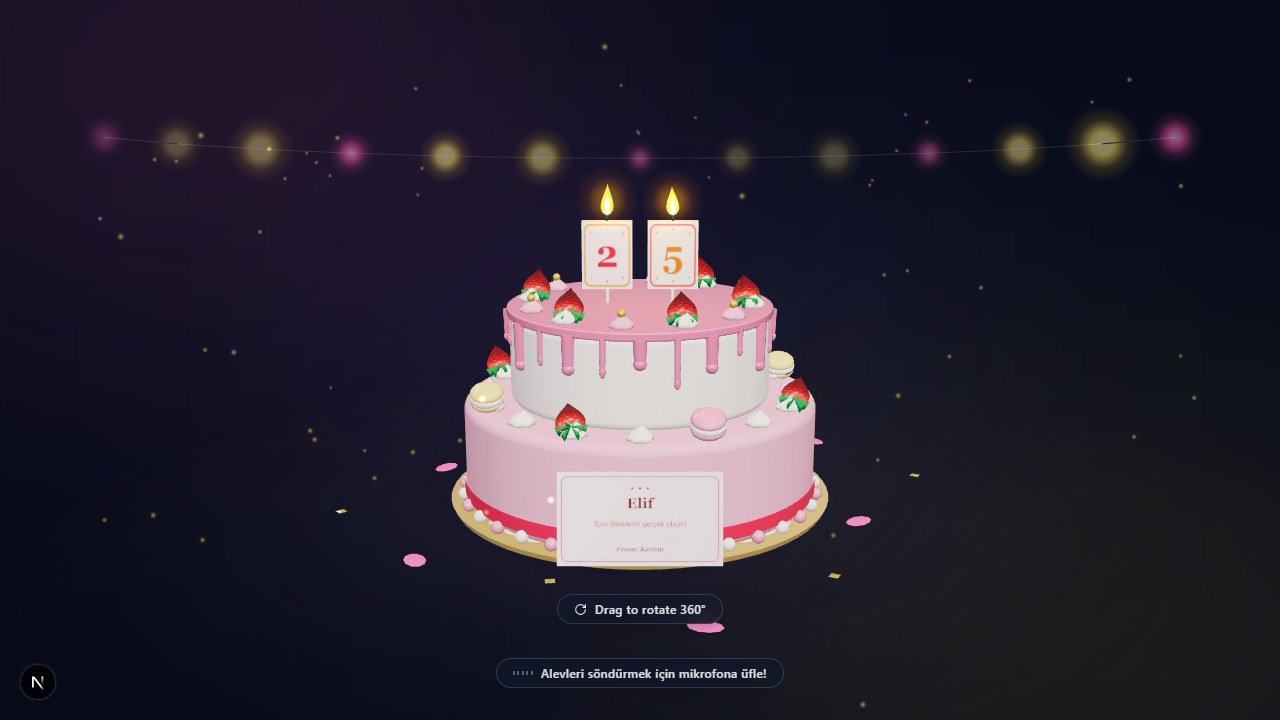 2 5
Elif
Tüm dileklerin gerçek olsun!
From: Kerem
Drag to rotate 360°
Alevleri söndürmek için mikrofona üfle!
N